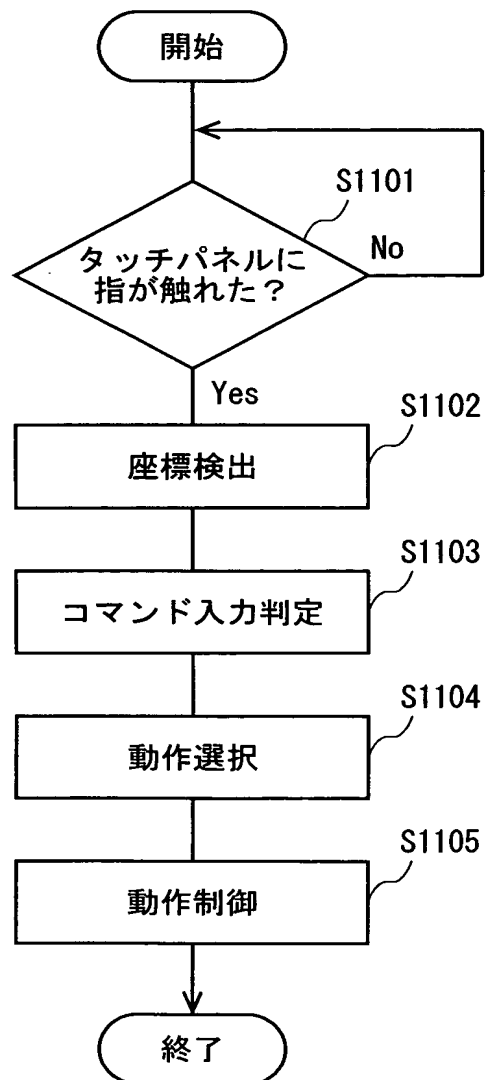 開始
S1101
タッチパネルに
指が触れた？
No
Yes
S1102
座標検出
S1103
コマンド入力判定
S1104
動作選択
S1105
動作制御
終了